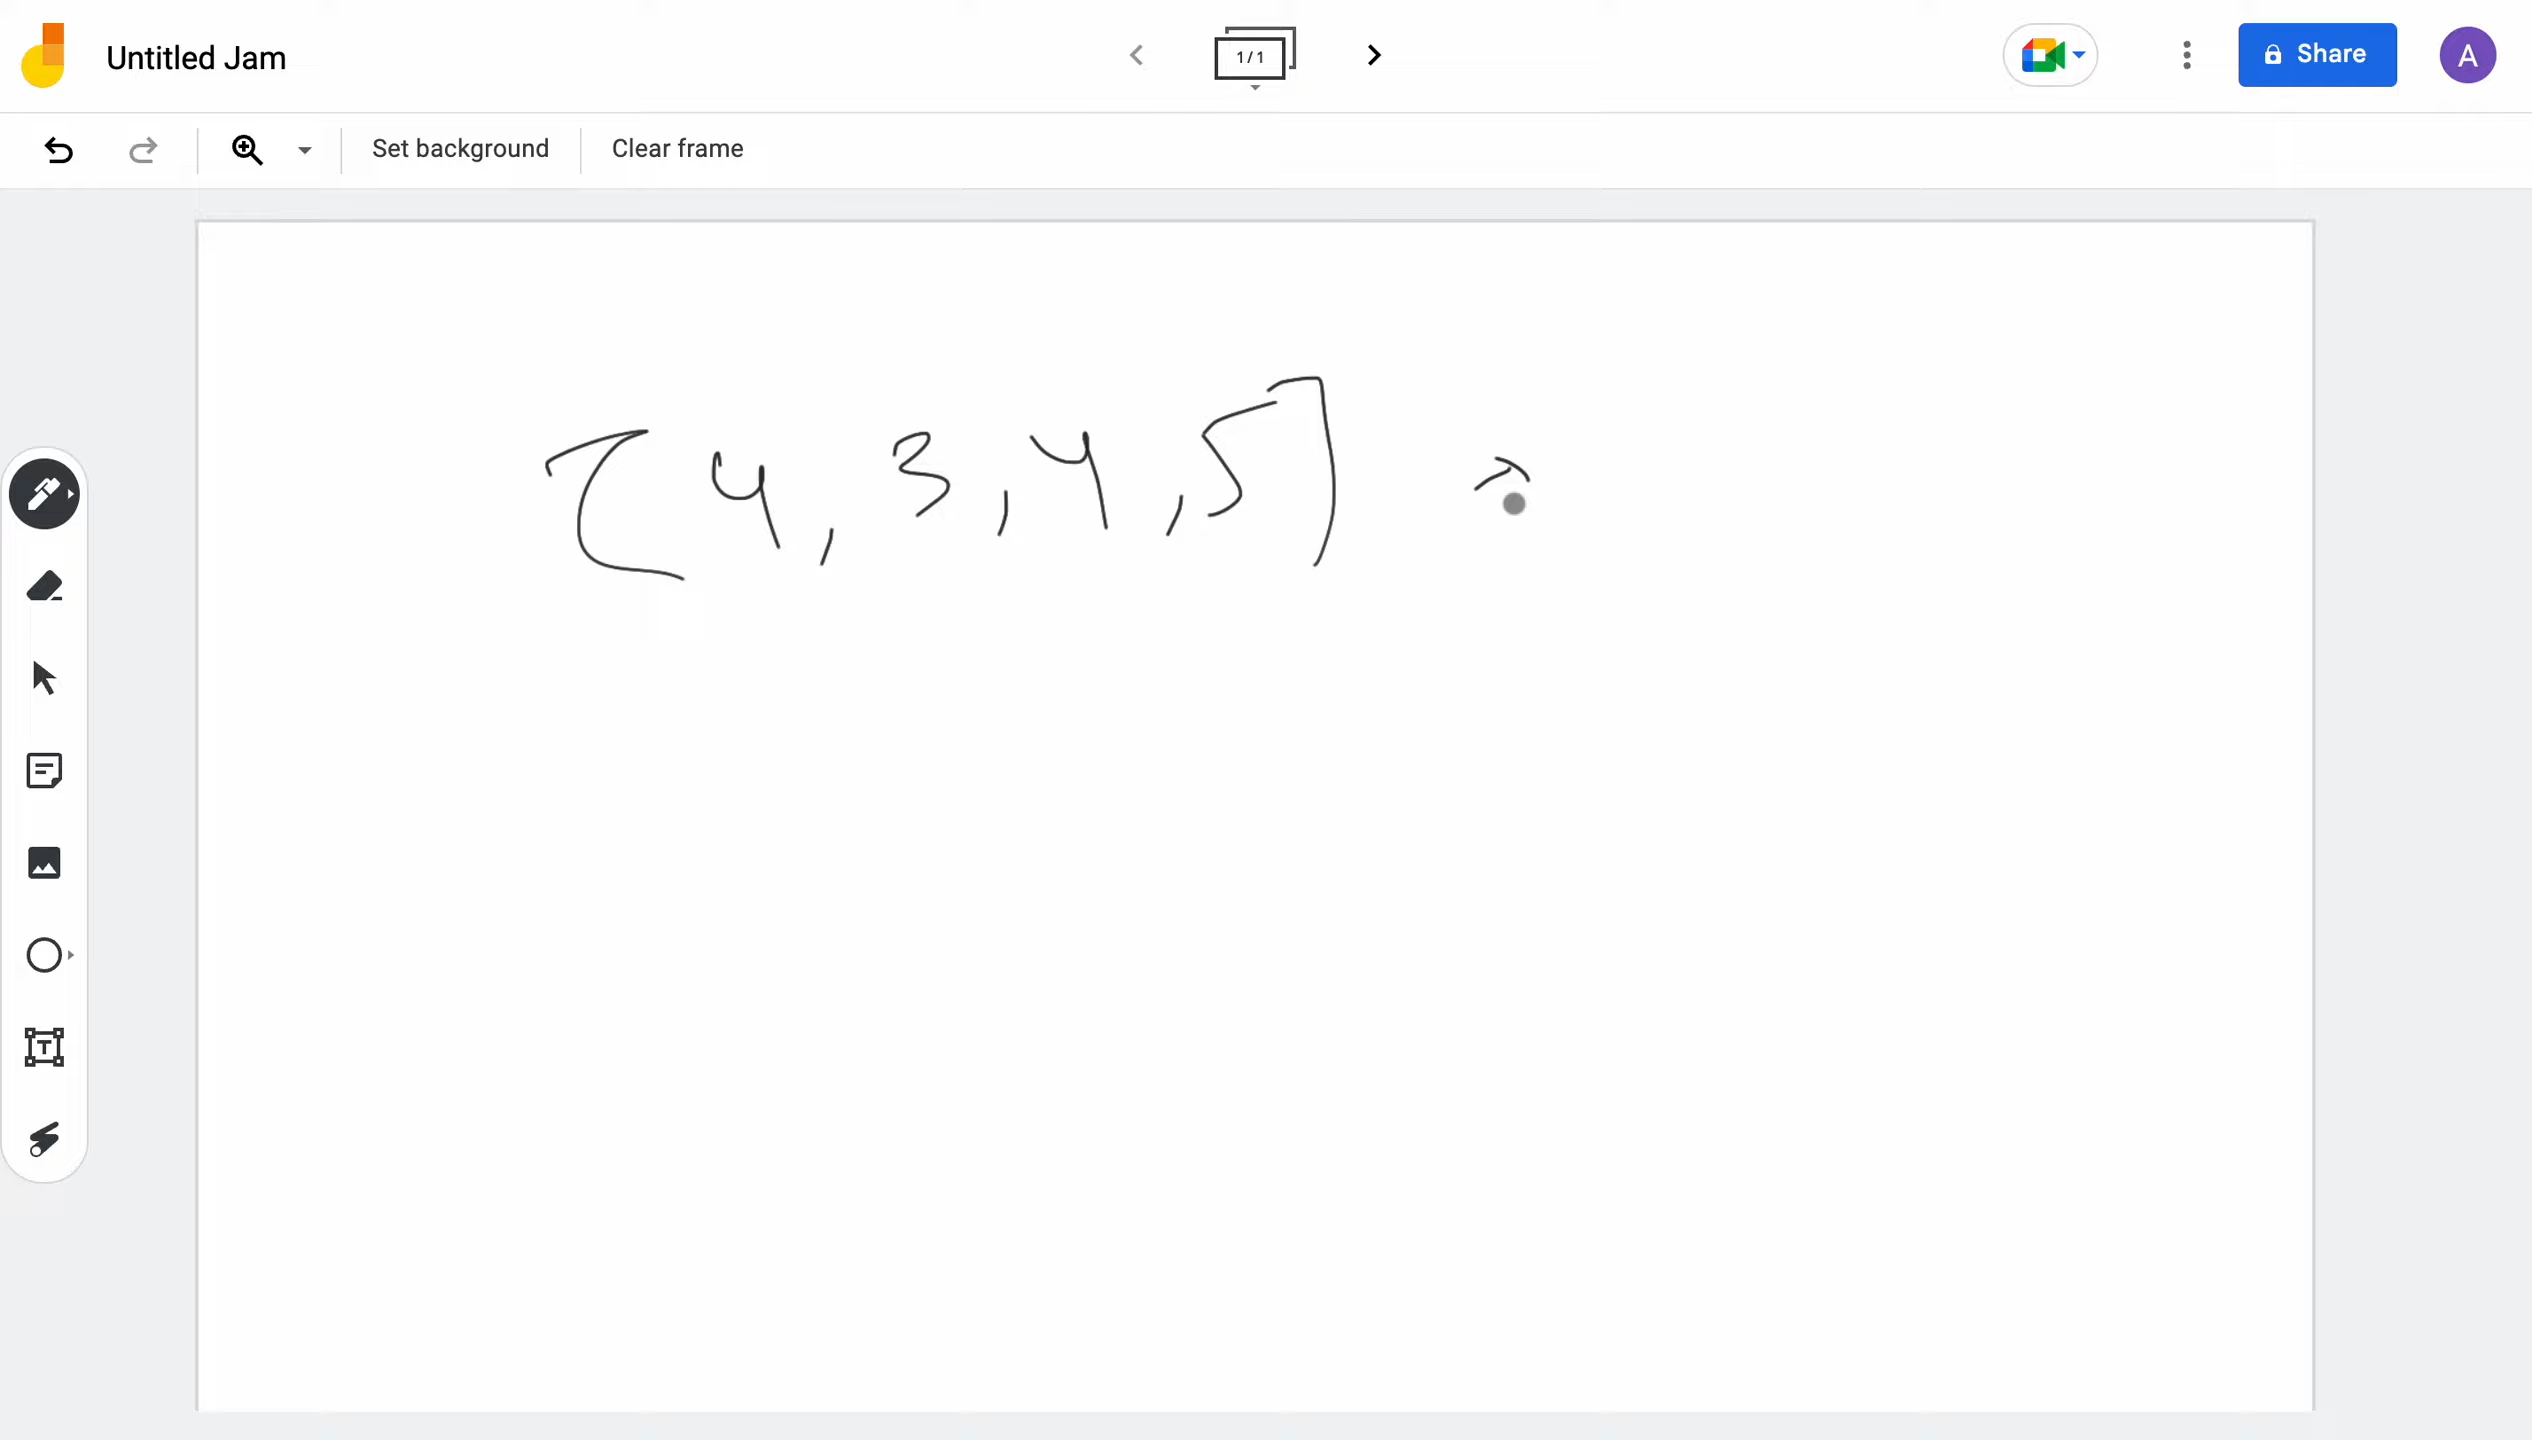 Untitled Jam
1/1
Share
A
Set background
Clear frame
[4, 3, 4, 5]